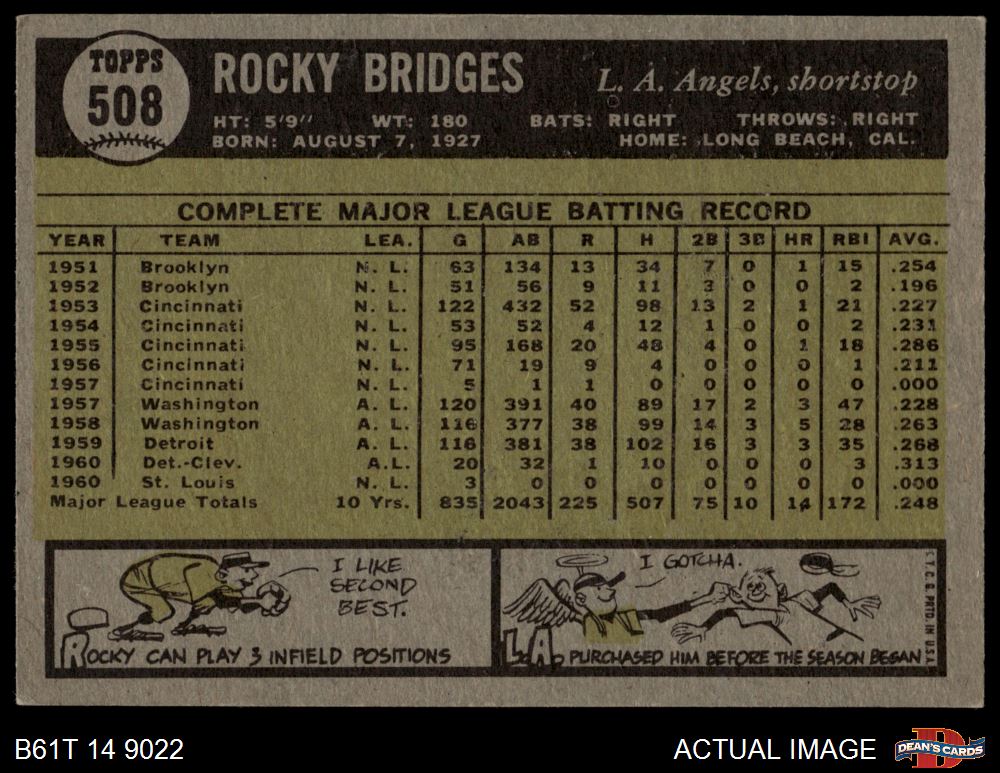 TOPPS
508
ROCKY BRIDGES
L. A. Angels, shortstop
HT: 5'9" WT: 180 BATS: RIGHT THROWS: RIGHT
BORN: AUGUST 7, 1927 HOME: LONG BEACH, CAL.
COMPLETE MAJOR LEAGUE BATTING RECORD
YEAR TEAM LEA. G AB R H 2B 3B HR RBI AVG.
1951 Brooklyn N. L. 63 134 13 34 7 0 1 15 .254
1952 Brooklyn N. L. 51 56 9 11 3 0 0 2 .196
1953 Cincinnati N. L. 122 432 52 98 13 2 1 21 .227
1954 Cincinnati N. L. 53 52 4 12 1 0 0 2 .231
1955 Cincinnati N. L. 95 168 20 48 4 0 1 18 .286
1956 Cincinnati N. L. 71 19 9 4 0 0 0 1 .211
1957 Cincinnati N. L. 5 1 1 0 0 0 0 0 .000
1957 Washington A. L. 120 391 40 89 17 2 3 47 .228
1958 Washington A. L. 116 377 38 99 14 3 5 28 .263
1959 Detroit A. L. 116 381 38 102 16 3 3 35 .268
1960 Det.-Clev. A.L. 20 32 1 10 0 0 0 3 .313
1960 St. Louis N. L. 3 0 0 0 0 0 0 0 .000
Major League Totals 10 Yrs. 835 2043 225 507 75 10 14 172 .248
I LIKE
SECOND
BEST.
ROCKY CAN PLAY 3 INFIELD POSITIONS
I GOTCHA.
L.A. PURCHASED HIM BEFORE THE SEASON BEGAN
© T. C. G. PRTD. IN U.S.A.
B61T 14 9022
ACTUAL IMAGE
D
DEAN'S CARDS